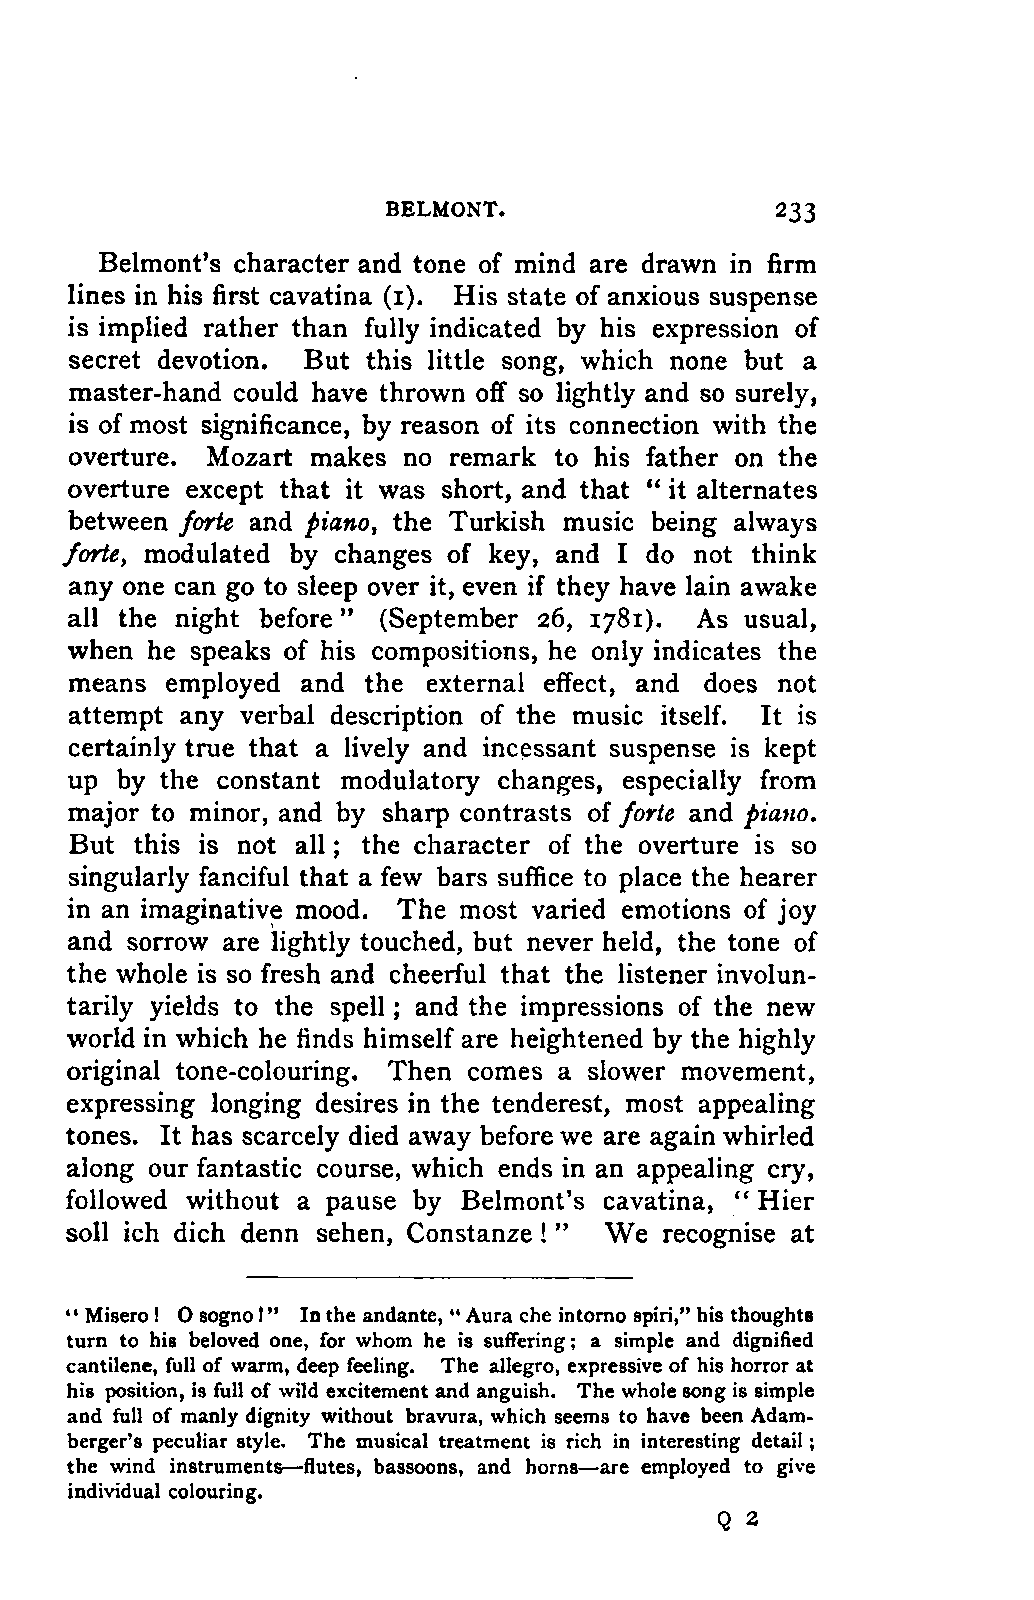 BELMONT. 233
Belmont's character and tone of mind are drawn in firm
lines in his first cavatina (1). His state of anxious suspense
is implied rather than fully indicated by his expression of
secret devotion. But this little song, which none but a
master-hand could have thrown off so lightly and so surely,
is of most significance, by reason of its connection with the
overture. Mozart makes no remark to his father on the
overture except that it was short, and that “ it alternates
between forte and piano, the Turkish music being always
forte, modulated by changes of key, and I do not think
any one can go to sleep over it, even if they have lain awake
all the night before ” (September 26, 1781). As usual,
when he speaks of his compositions, he only indicates the
means employed and the external effect, and does not
attempt any verbal description of the music itself. It is
certainly true that a lively and incessant suspense is kept
up by the constant modulatory changes, especially from
major to minor, and by sharp contrasts of forte and piano.
But this is not all ; the character of the overture is so
singularly fanciful that a few bars suffice to place the hearer
in an imaginative mood. The most varied emotions of joy
and sorrow are lightly touched, but never held, the tone of
the whole is so fresh and cheerful that the listener involun-
tarily yields to the spell ; and the impressions of the new
world in which he finds himself are heightened by the highly
original tone-colouring. Then comes a slower movement,
expressing longing desires in the tenderest, most appealing
tones. It has scarcely died away before we are again whirled
along our fantastic course, which ends in an appealing cry,
followed without a pause by Belmont's cavatina, “ Hier
soll ich dich denn sehen, Constanze ! ” We recognise at
“ Misero ! O sogno !” In the andante, “ Aura che intorno spiri,” his thoughts
turn to his beloved one, for whom he is suffering ; a simple and dignified
cantilene, full of warm, deep feeling. The allegro, expressive of his horror at
his position, is full of wild excitement and anguish. The whole song is simple
and full of manly dignity without bravura, which seems to have been Adam-
berger's peculiar style. The musical treatment is rich in interesting detail ;
the wind instruments—flutes, bassoons, and horns—are employed to give
individual colouring.
Q 2